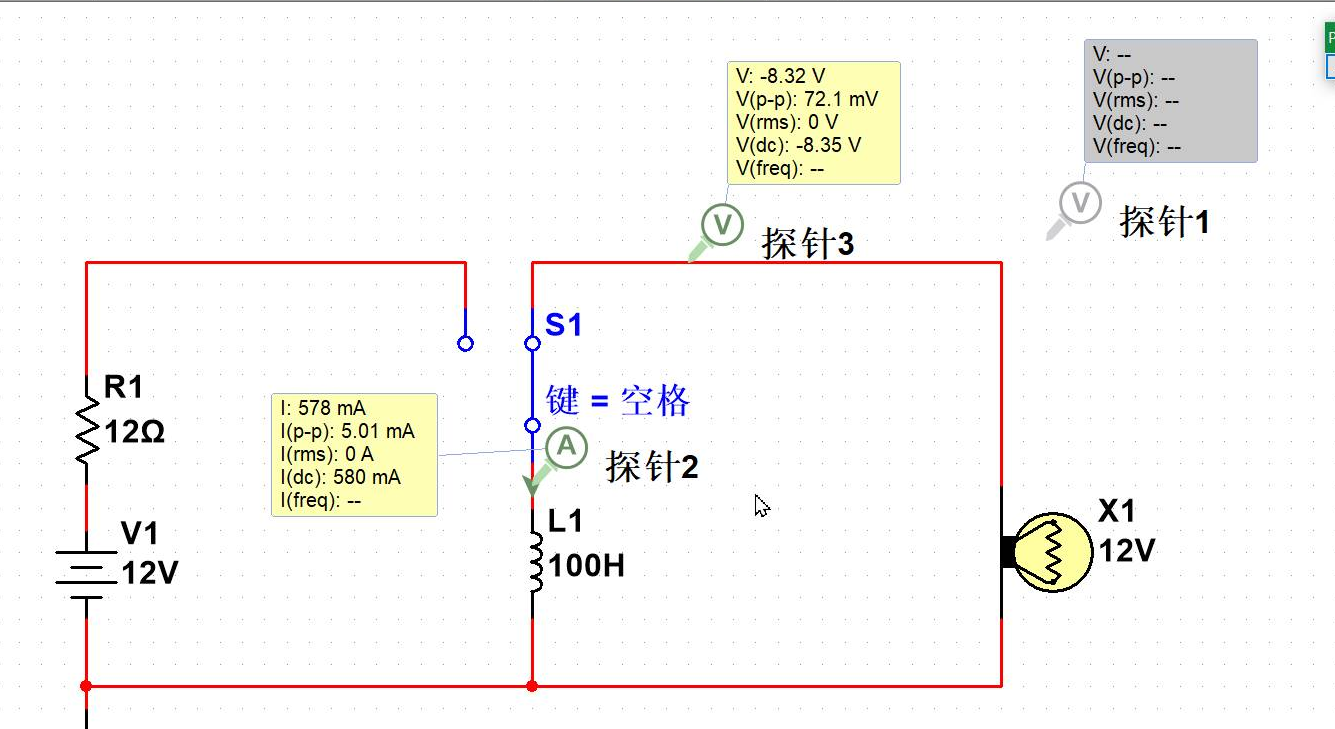 V: -8.32 V
V(p-p): 72.1 mV
V(rms): 0 V
V(dc): -8.35 V
V(freq): --
V
探针3
V: --
V(p-p): --
V(rms): --
V(dc): --
V(freq): --
V
探针1
P
S1
键 = 空格
R1
12Ω
I: 578 mA
I(p-p): 5.01 mA
I(rms): 0 A
I(dc): 580 mA
I(freq): --
A
探针2
L1
100H
V1
12V
X1
12V